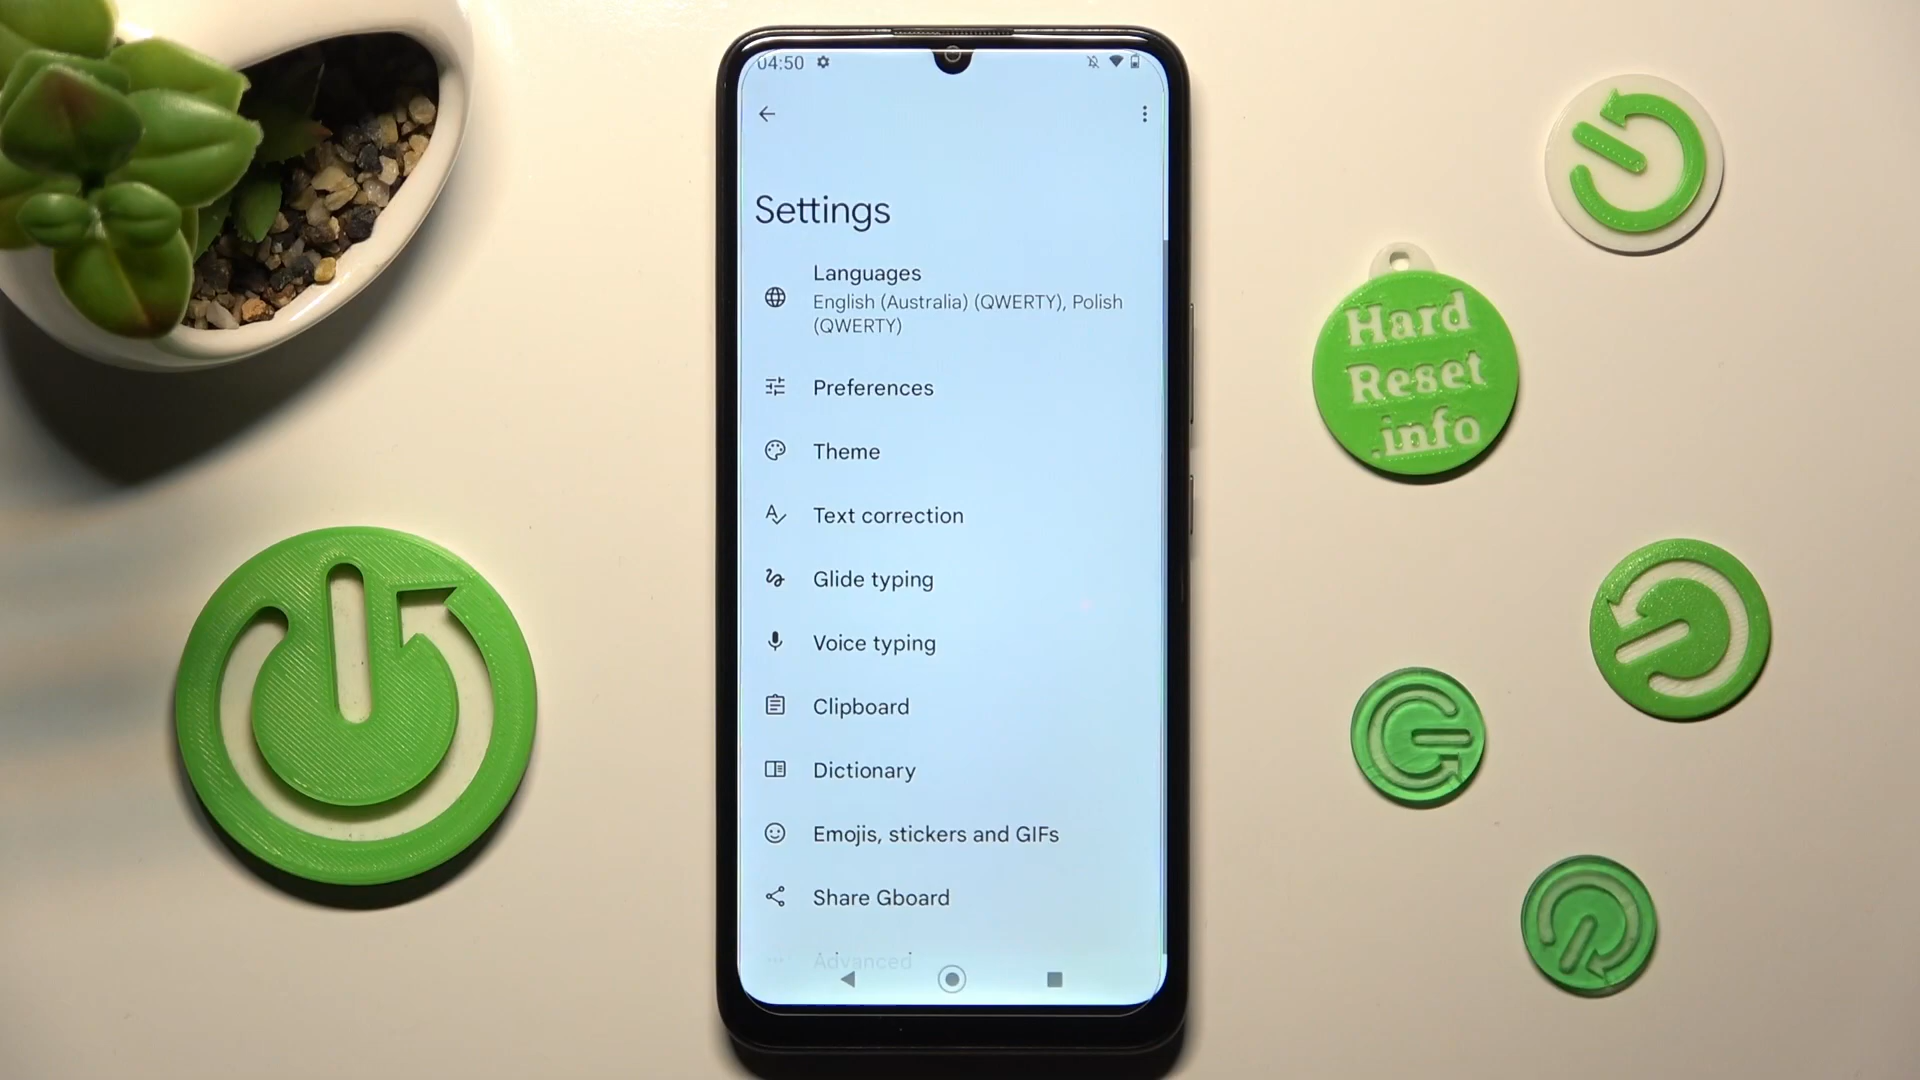 04:50
Settings
Languages
English (Australia) (QWERTY), Polish
(QWERTY)
Preferences
Theme
Text correction
Glide typing
Voice typing
Clipboard
Dictionary
Emojis, stickers and GIFs
Share Gboard
Advanced
Hard
Reset
.info